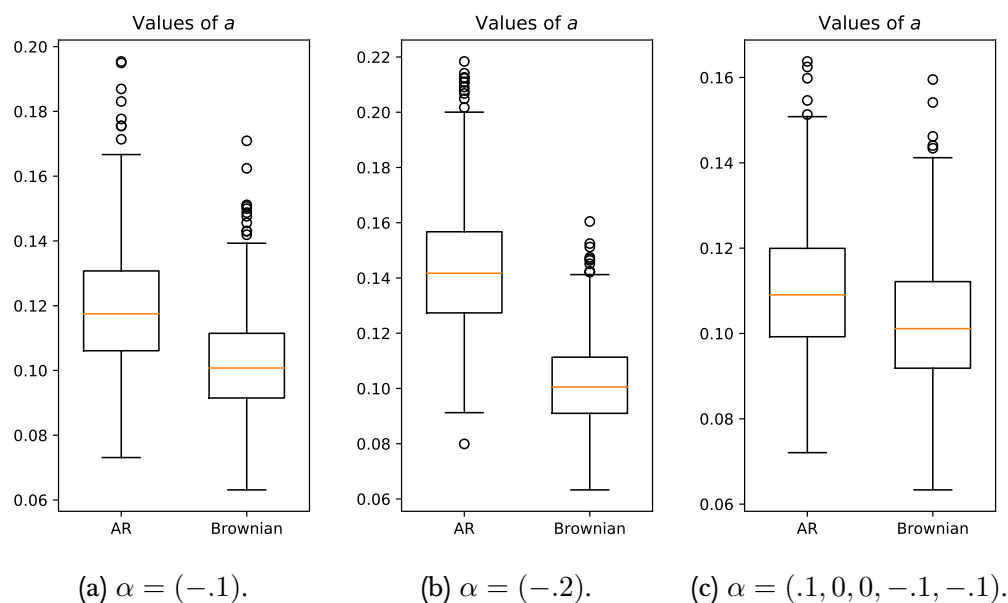 Values of a
0.20
0.18
0.16
0.14
0.12
0.10
0.08
0.06
AR Brownian
(a) α = (−.1).
Values of a
0.22
0.20
0.18
0.16
0.14
0.12
0.10
0.08
0.06
AR Brownian
(b) α = (−.2).
Values of a
0.16
0.14
0.12
0.10
0.08
0.06
AR Brownian
(c) α = (.1, 0, 0, −.1, −.1).